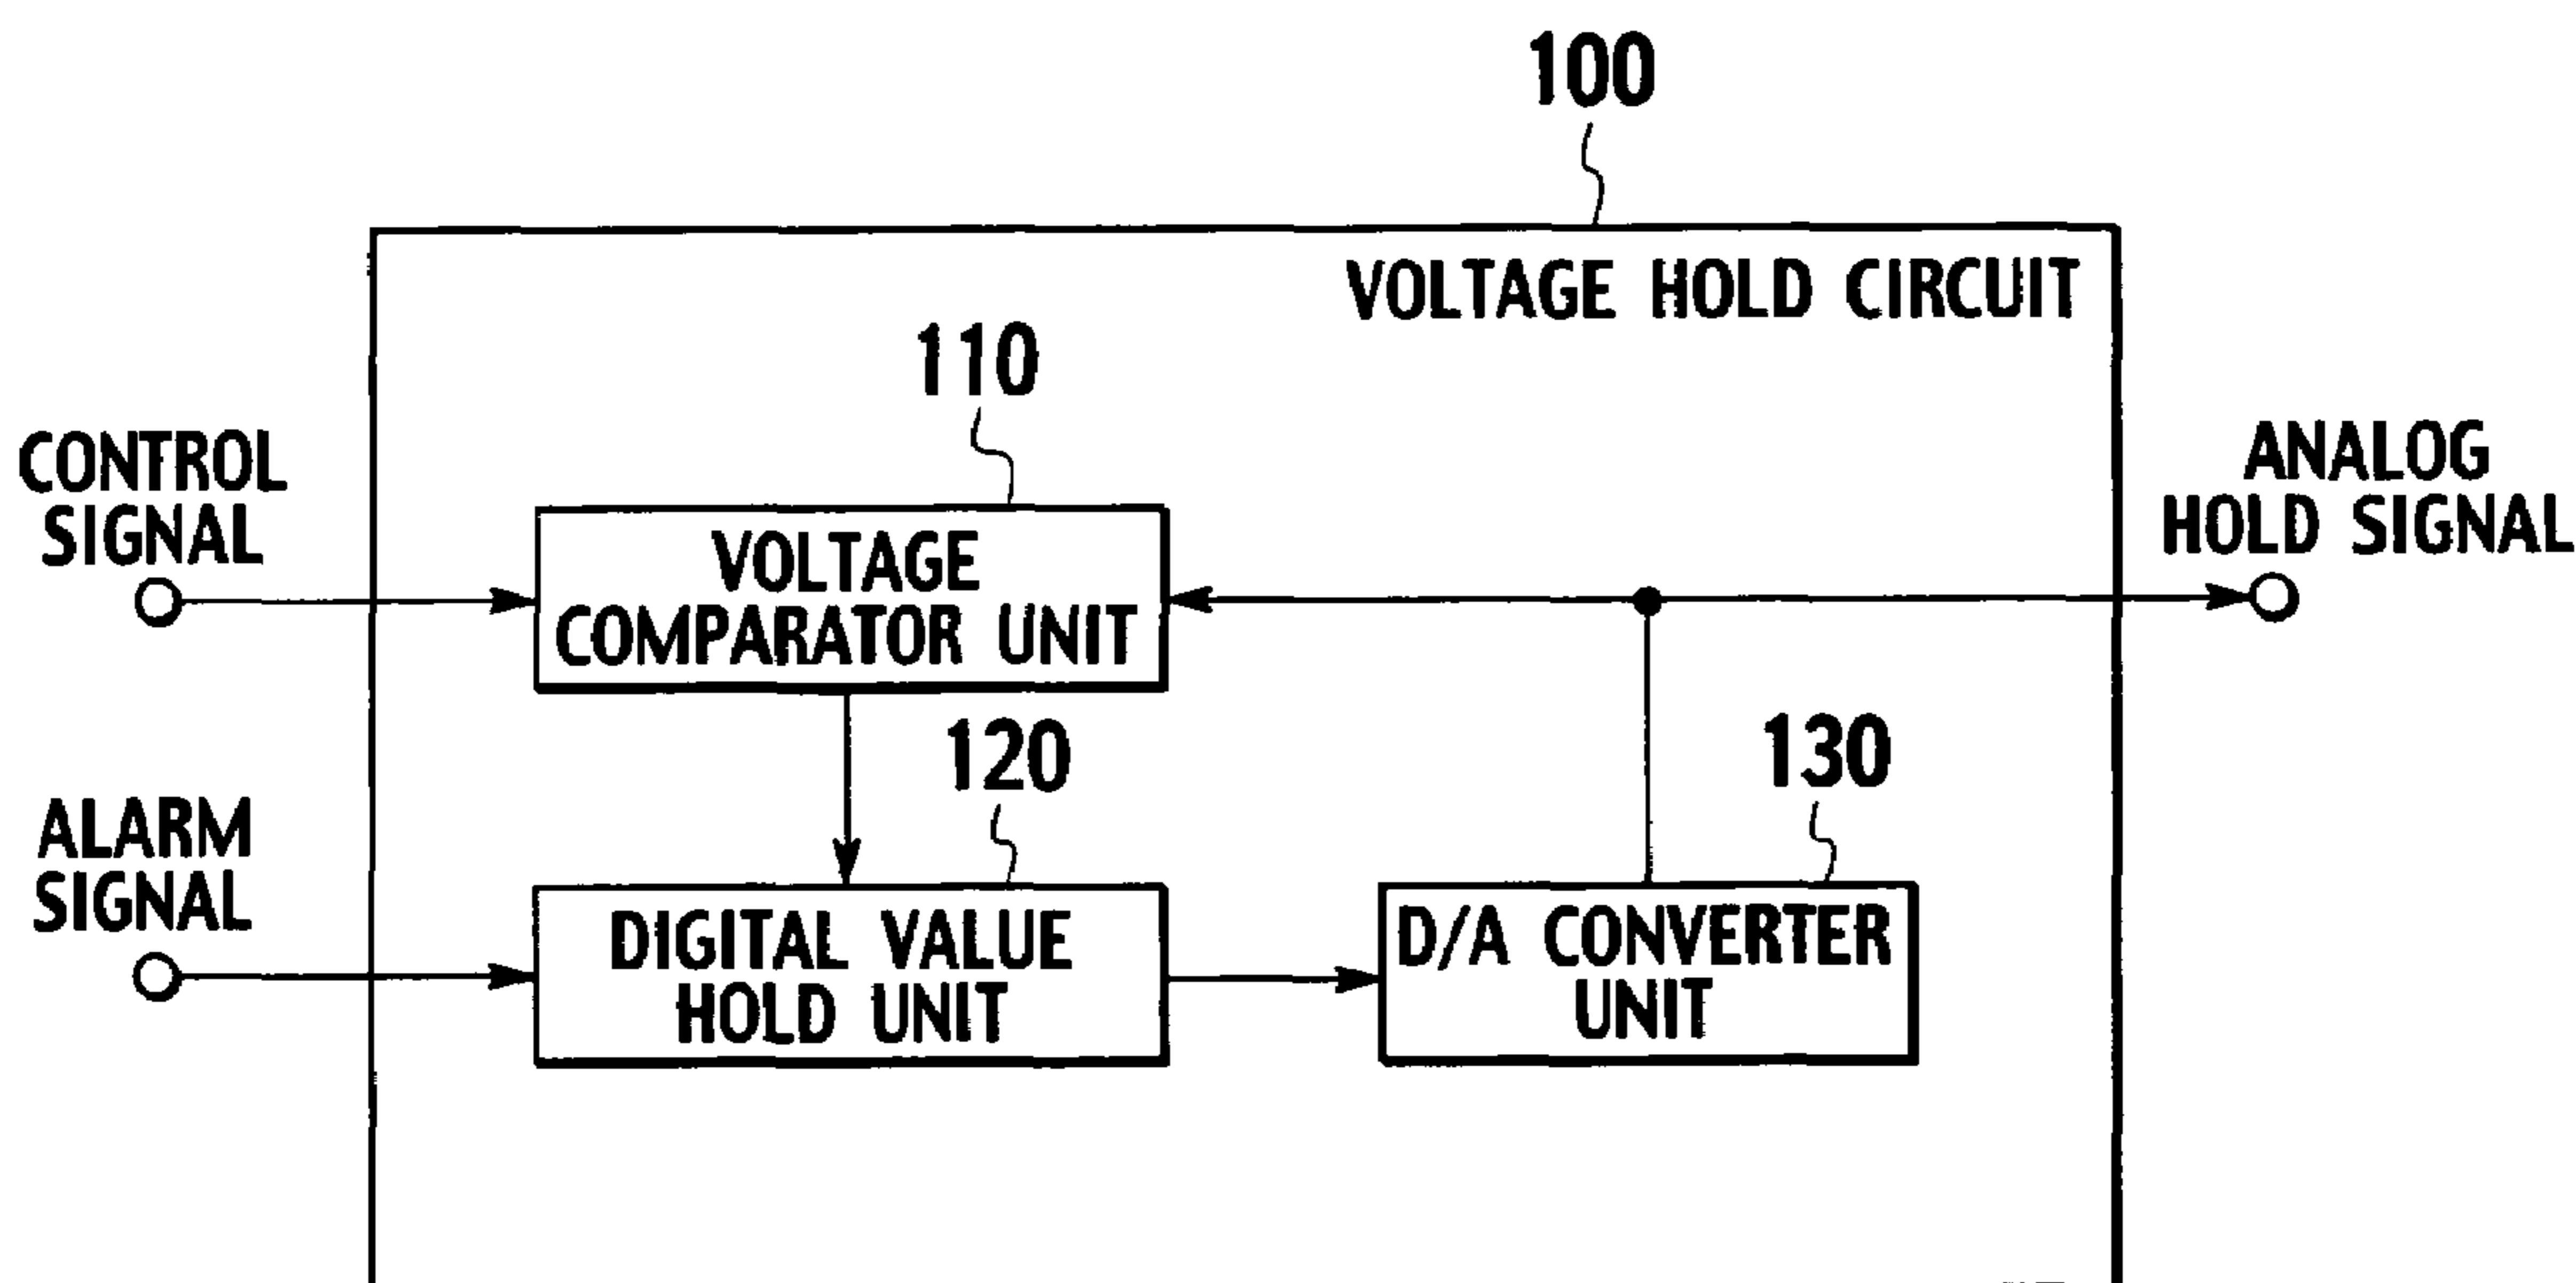 100
VOLTAGE HOLD CIRCUIT
110
CONTROL
SIGNAL
VOLTAGE
COMPARATOR UNIT
ANALOG
HOLD SIGNAL
120
130
ALARM
SIGNAL
DIGITAL VALUE
HOLD UNIT
D/A CONVERTER
UNIT